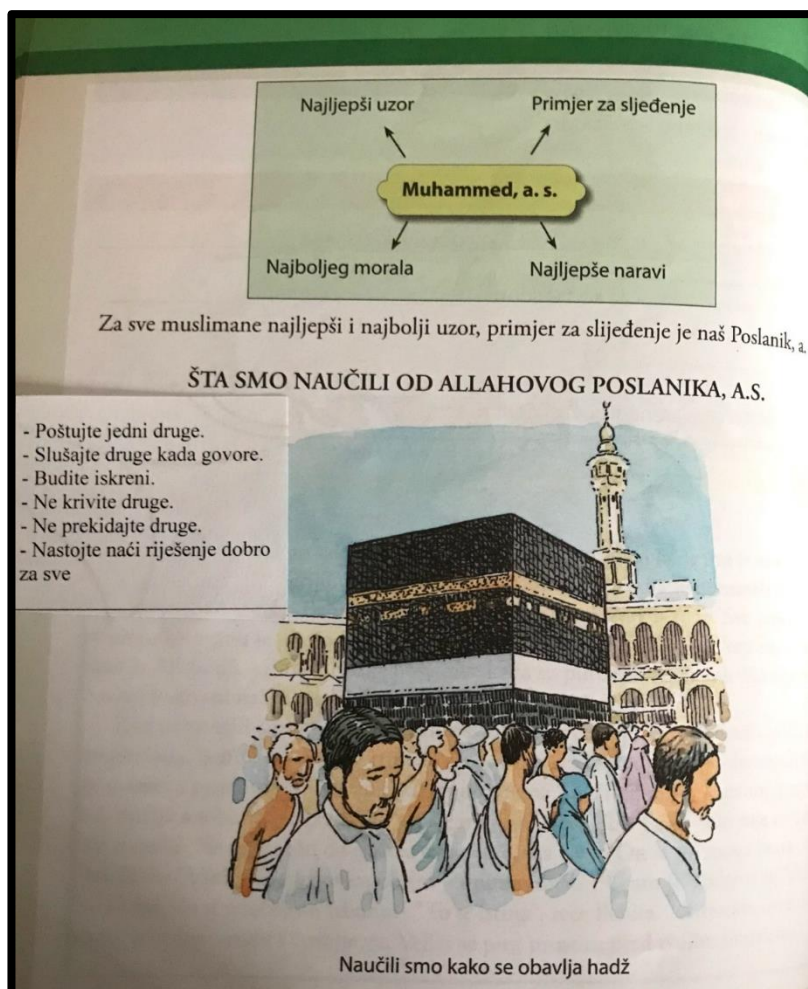 Najljepši uzor
Primjer za sljeđenje
Muhammed, a. s.
Najboljeg morala
Najljepše naravi
Za sve muslimane najljepši i najbolji uzor, primjer za slijeđenje je naš Poslanik, a.
ŠTA SMO NAUČILI OD ALLAHOVOG POSLANIKA, A.S.
- Poštujte jedni druge.
- Slušajte druge kada govore.
- Budite iskreni.
- Ne krivite druge.
- Ne prekidajte druge.
- Nastojte naći riješenje dobro
za sve
Naučili smo kako se obavlja hadž